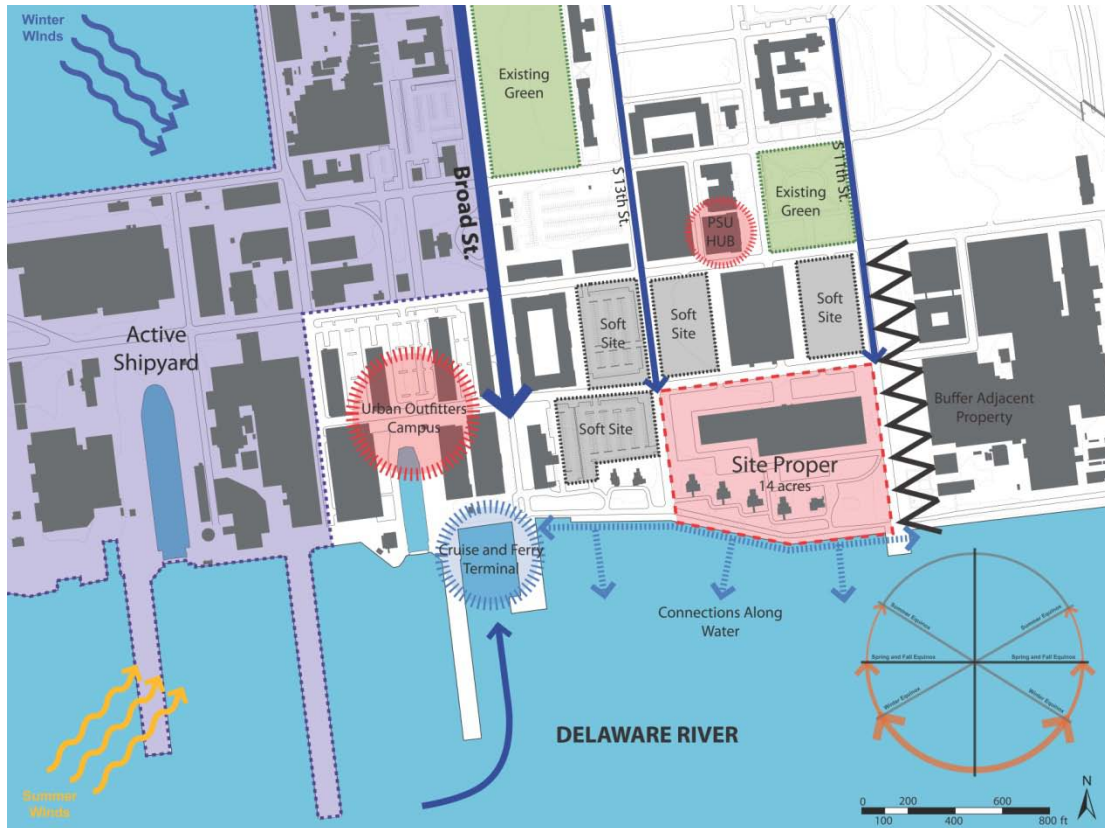 Winter
WInds
Existing
Green
Broad St.
S 13th St.
S 11th St.
PSU
HUB
Existing
Green
Active
Shipyard
Soft
Site
Soft
Site
Soft
Site
Urban Outfitters
Campus
Soft Site
Buffer Adjacent
Property
Site Proper
14 acres
Cruise and Ferry
Terminal
Connections Along
Water
Summer
WInds
DELAWARE RIVER
Summer Equinox
Summer Equinox
Spring and Fall Equinox
Spring and Fall Equinox
Winter Equinox
Winter Equinox
N
0 200 600
100 400 800 ft